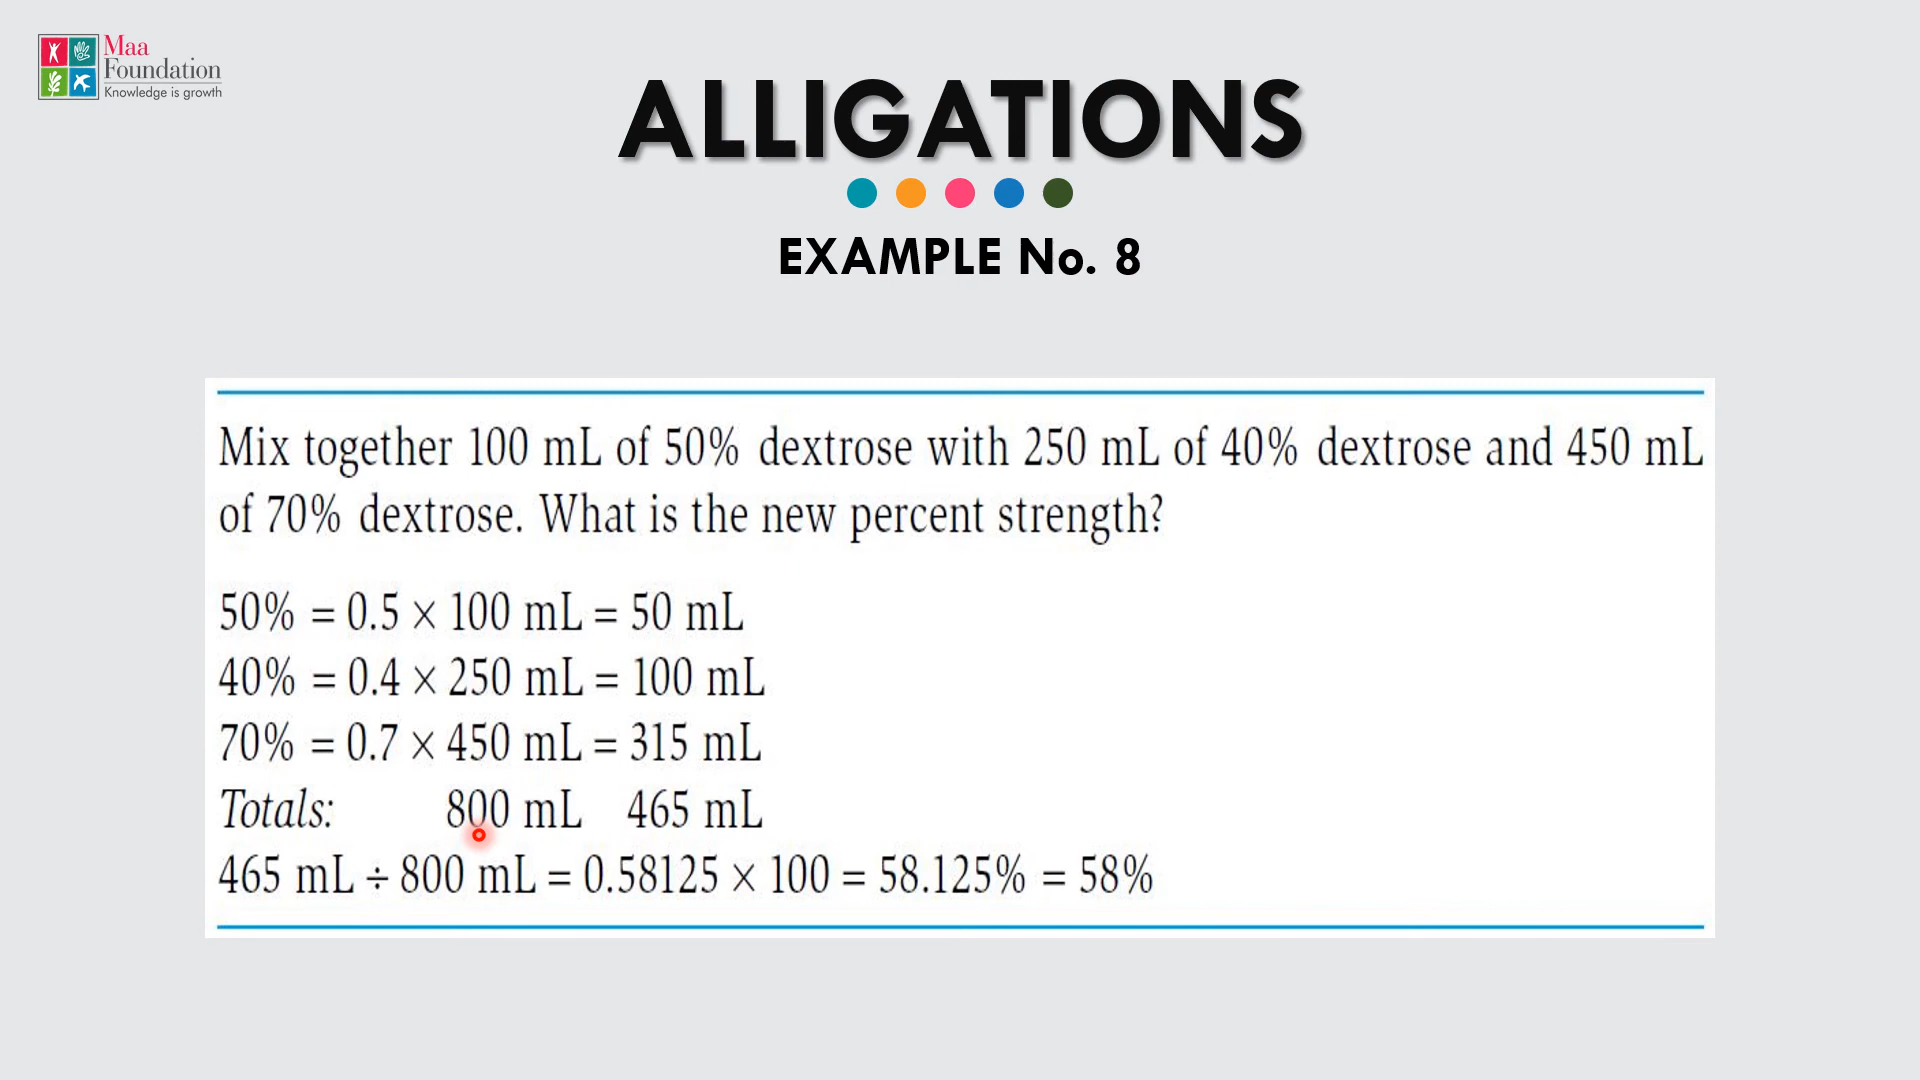 Maa
Foundation
Knowledge is growth
ALLIGATIONS
EXAMPLE No. 8
Mix together 100 mL of 50% dextrose with 250 mL of 40% dextrose and 450 mL
of 70% dextrose. What is the new percent strength?
50% = 0.5 × 100 mL = 50 mL
40% = 0.4 × 250 mL = 100 mL
70% = 0.7 × 450 mL = 315 mL
Totals: 800 mL 465 mL
465 mL ÷ 800 mL = 0.58125 × 100 = 58.125% = 58%